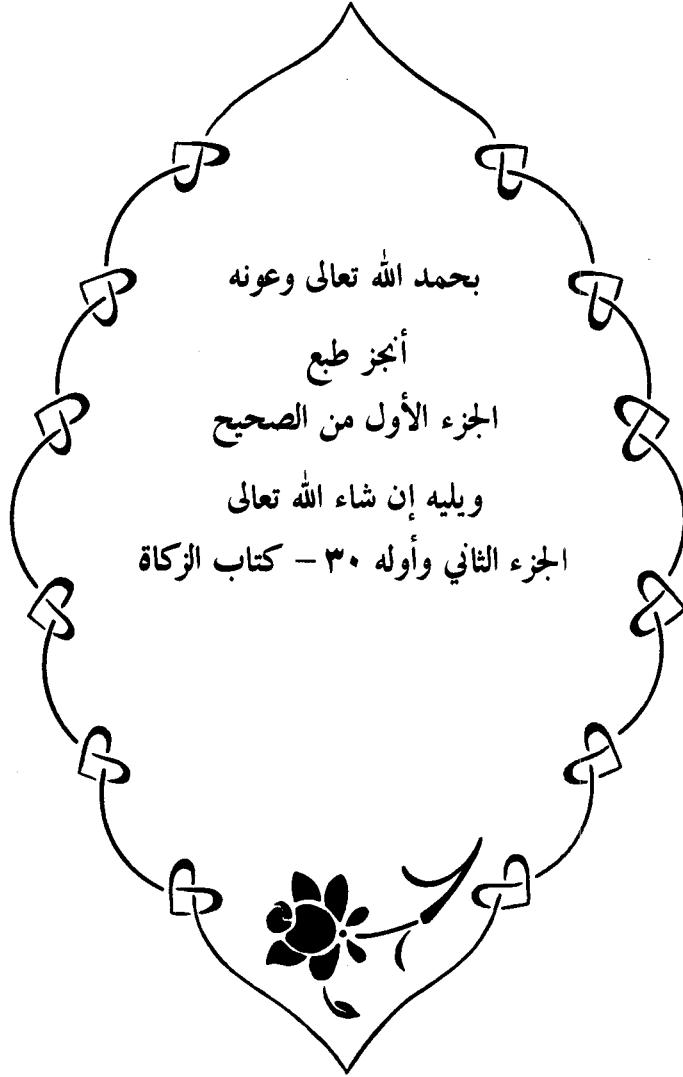 بحمد الله تعالى وعونه
أنجز طبع
الجزء الأول من الصحيح
ويليه إن شاء الله تعالى
الجزء الثاني وأوله ٣٠ – كتاب الزكاة